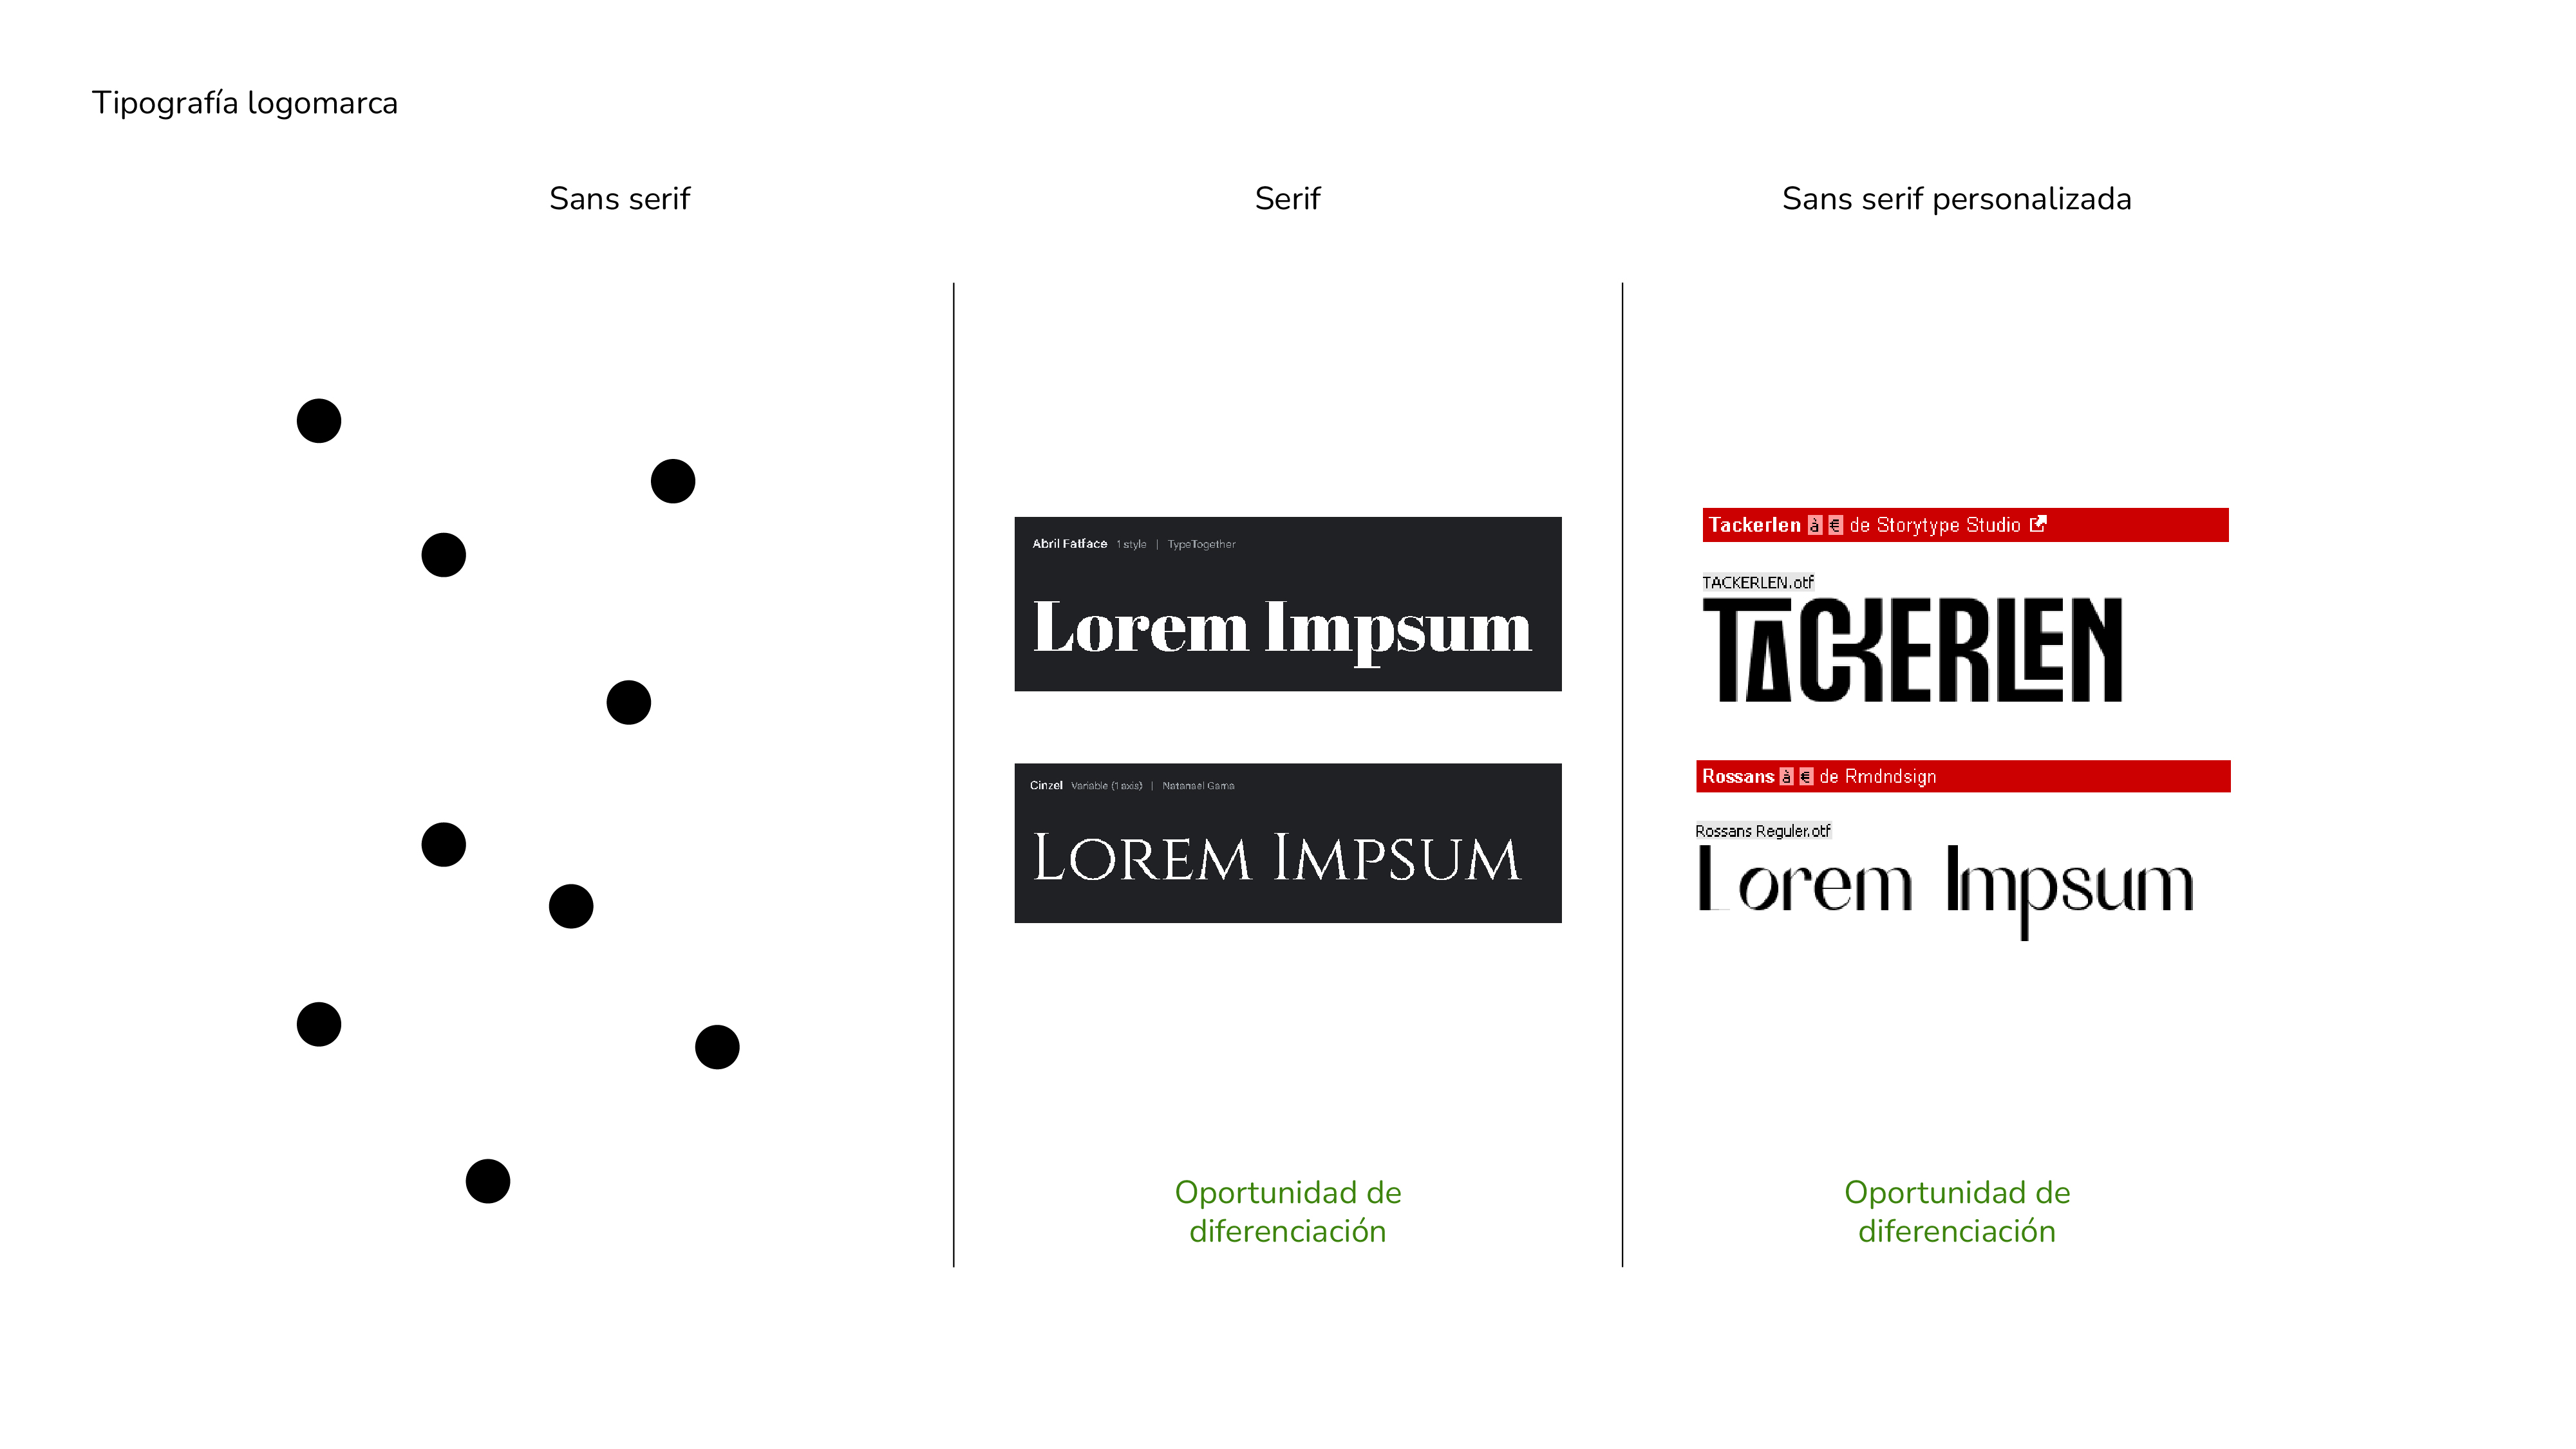 Tipografía logomarca
Sans serif
Serif
Sans serif personalizada
Abril Fatface 1 style | TypeTogether
Lorem Impsum
Cinzel Variable (1 axis) | Natanael Gama
Lorem Impsum
Oportunidad de
diferenciación
Tackerlen à € de Storytype Studio
TACKERLEN.otf
TACKERLEN
Rossans à € de Rmdndsign
Rossans Reguler.otf
Lorem Impsum
Oportunidad de
diferenciación